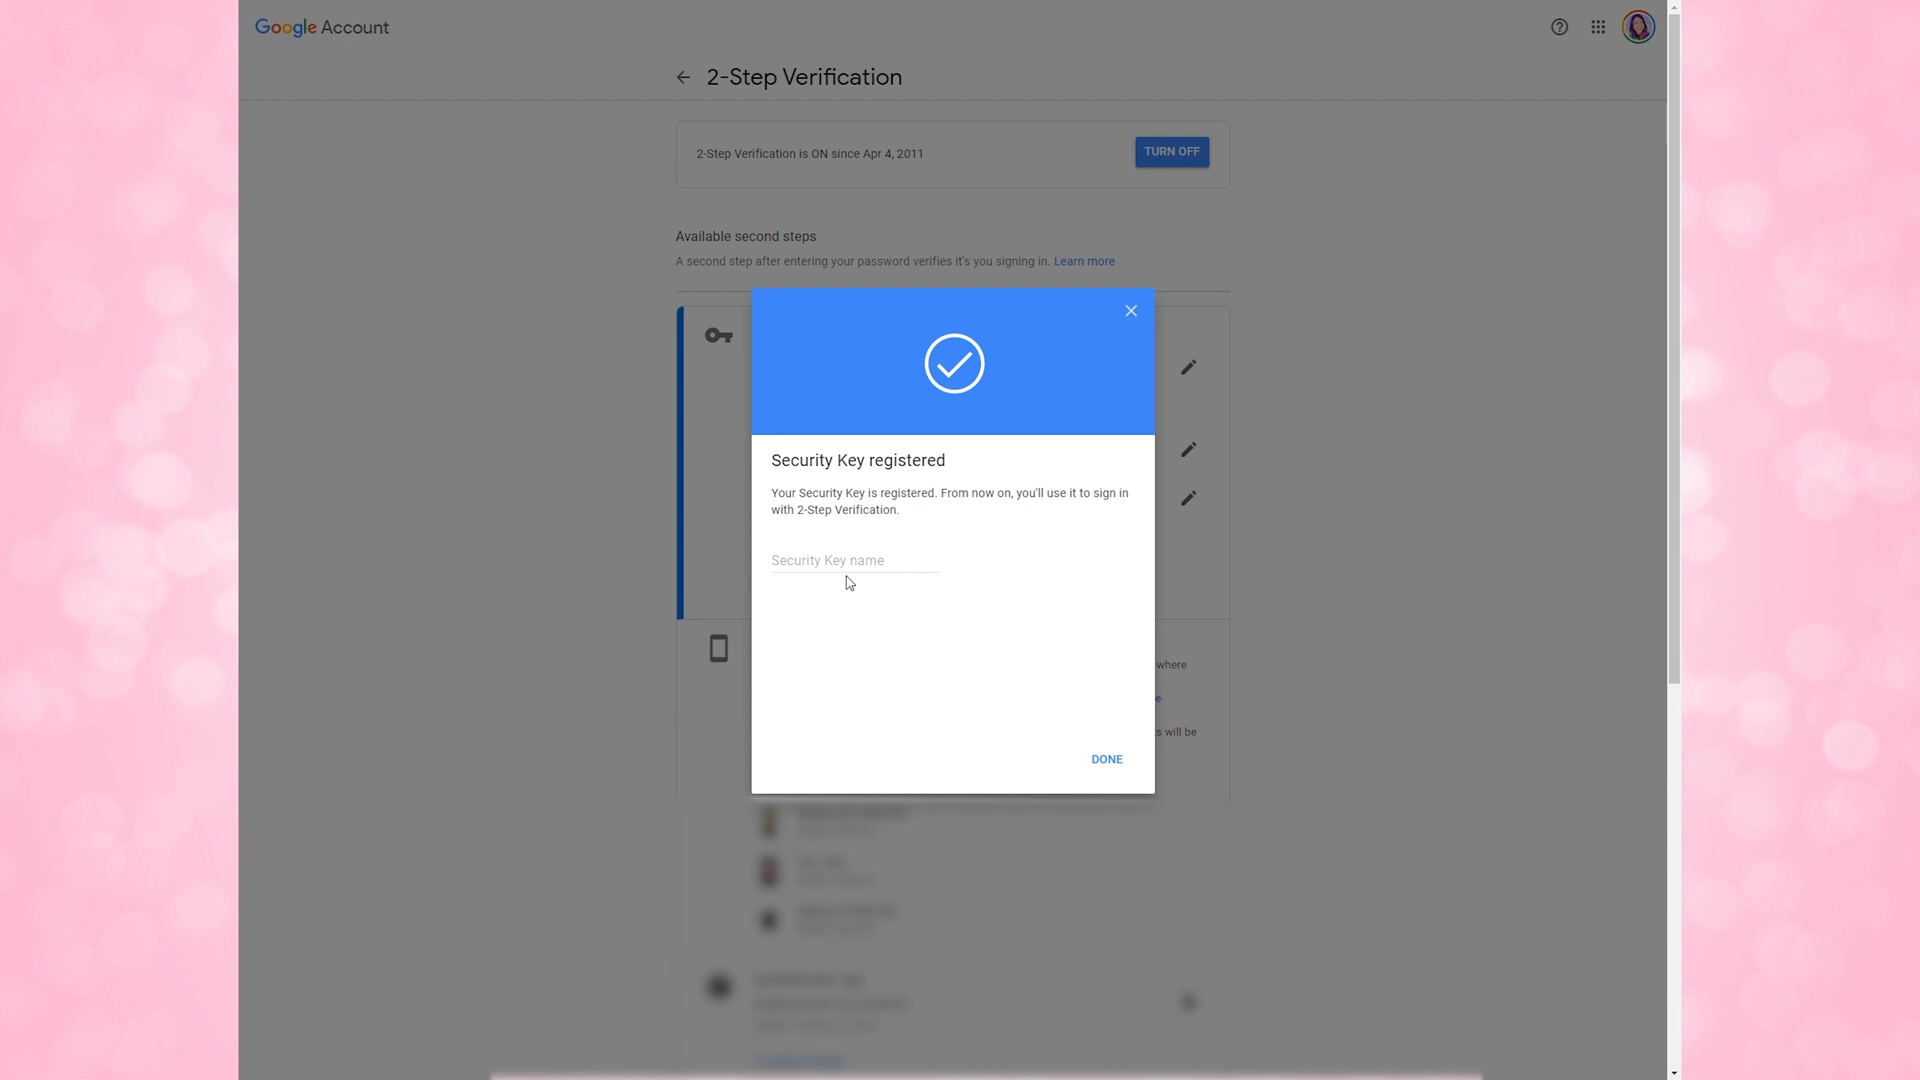 Google Account
2-Step Verification
2-Step Verification is ON since Apr 4, 2011
TURN OFF
Available second steps
A second step after entering your password verifies it's you signing in. Learn more
Security Key registered
Your Security Key is registered. From now on, you'll use it to sign in
with 2-Step Verification.
Security Key name
where
e
s will be
DONE